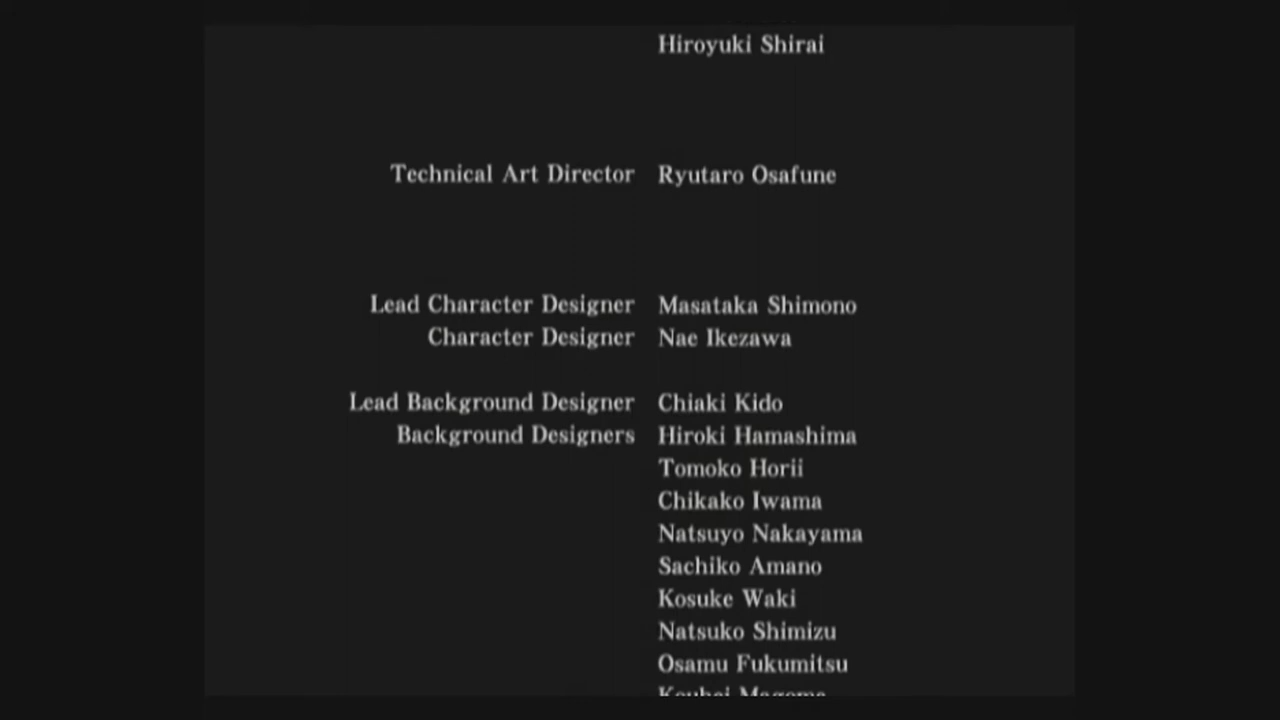 Hiroyuki Shirai
Technical Art Director Ryutaro Osafune
Lead Character Designer Masataka Shimono
Character Designer Nae Ikezawa
Lead Background Designer Chiaki Kido
Background Designers Hiroki Hamashima
Tomoko Horii
Chikako Iwama
Natsuyo Nakayama
Sachiko Amano
Kosuke Waki
Natsuko Shimizu
Osamu Fukumitsu